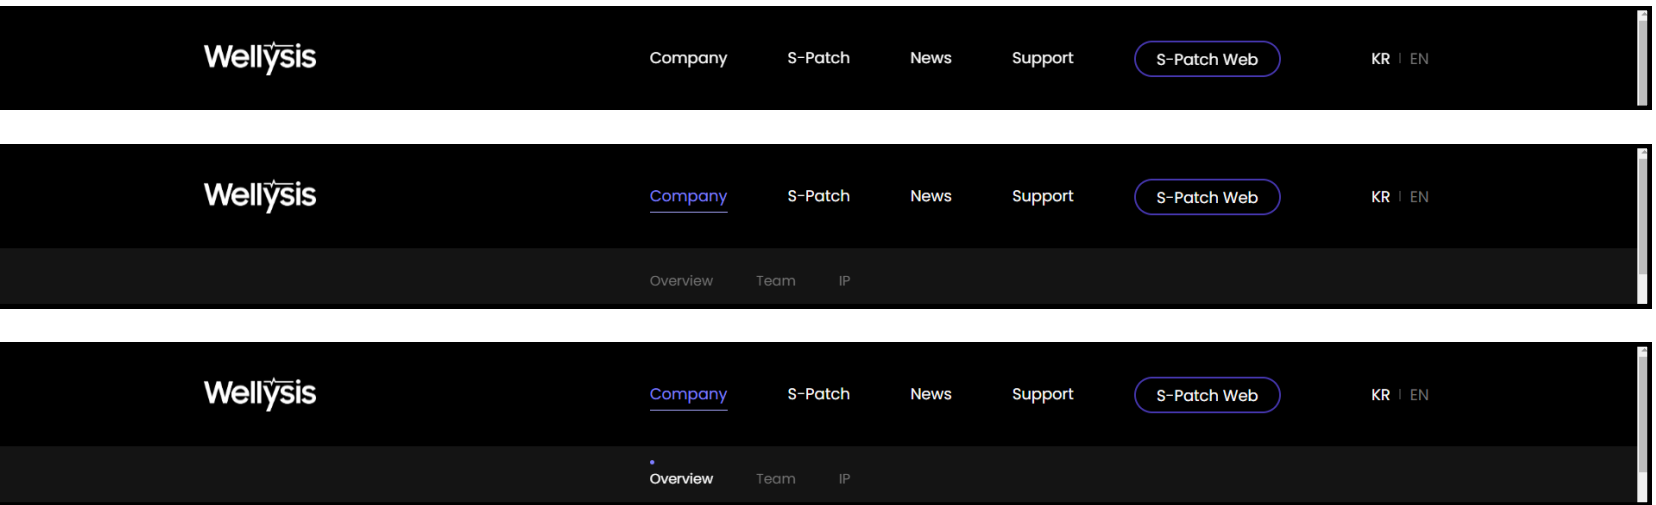 Wellysis Company S-Patch News Support S-Patch Web KR | EN
Wellysis Company S-Patch News Support S-Patch Web KR | EN
Overview Team IP
Wellysis Company S-Patch News Support S-Patch Web KR | EN
Overview Team IP